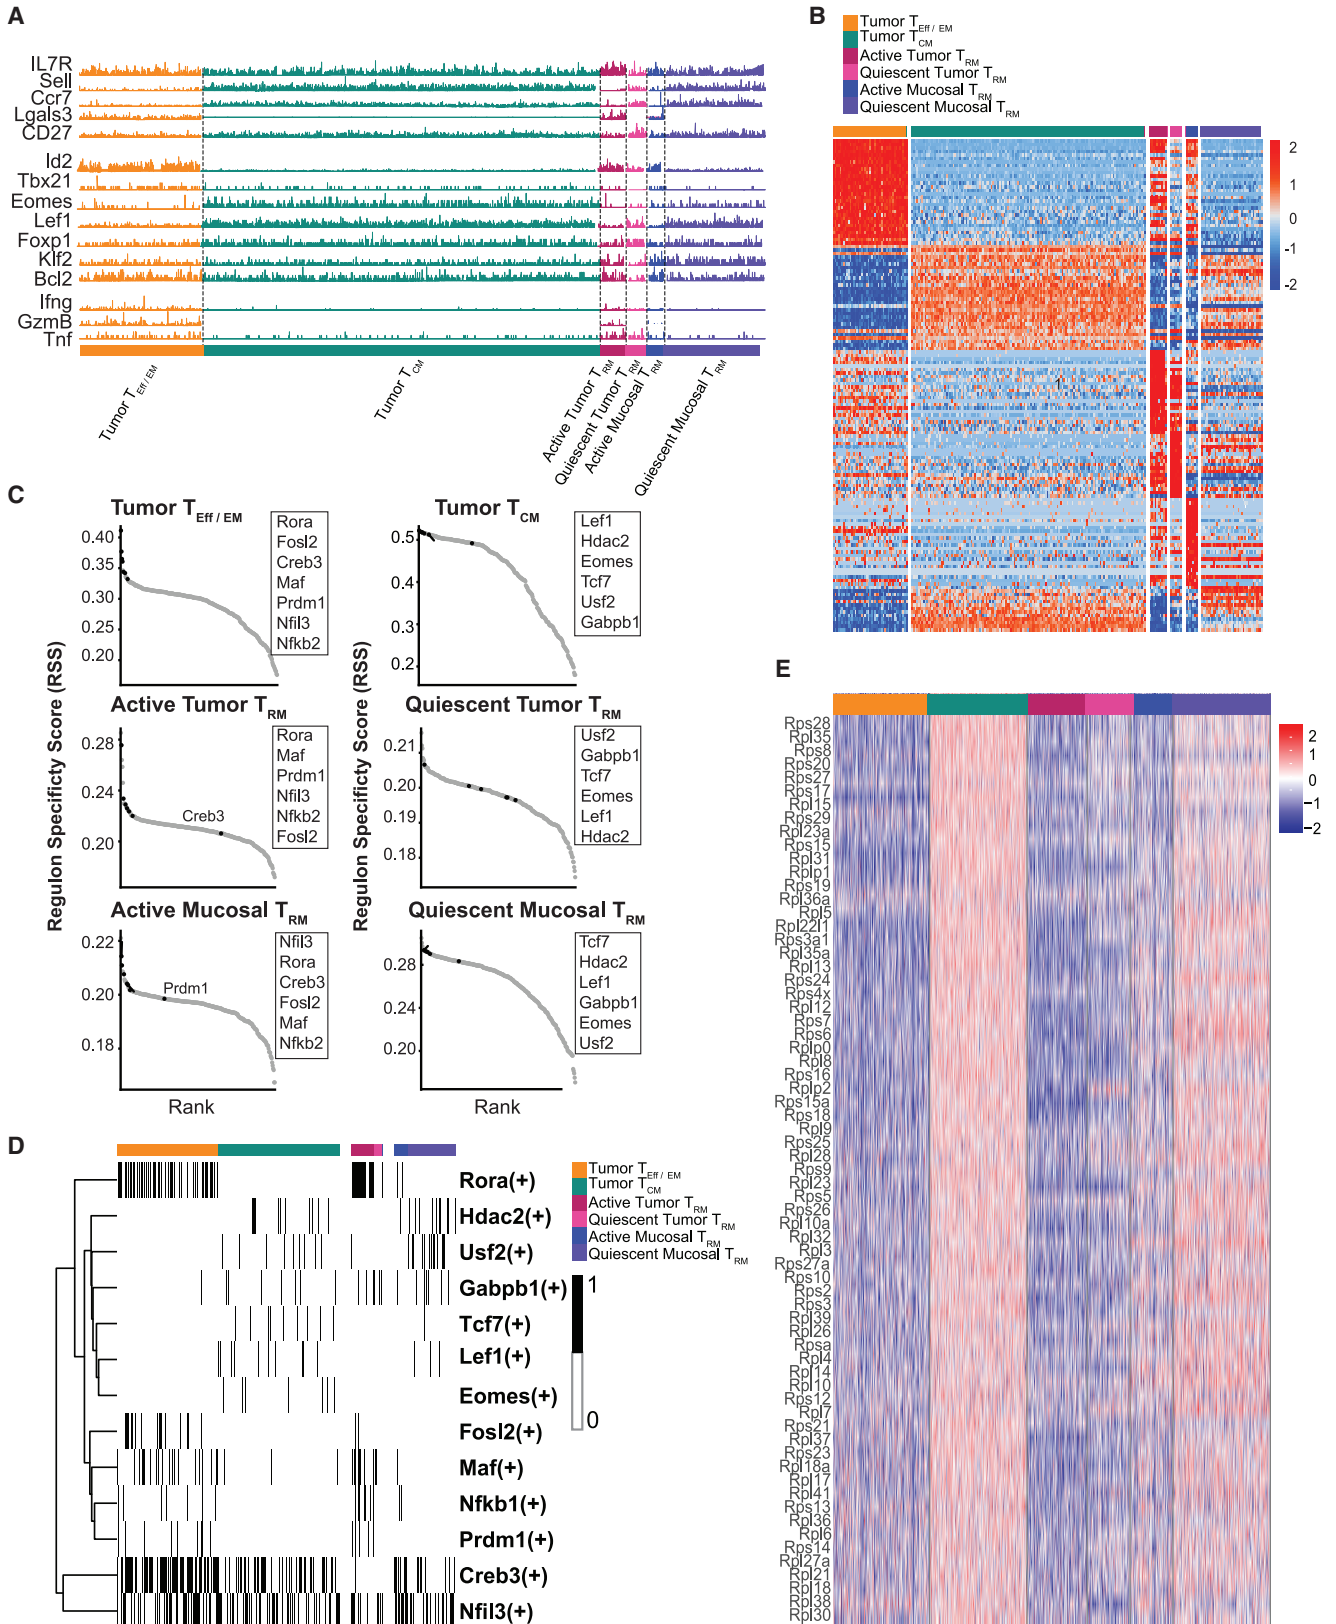 A
IL7R
Sell
Ccr7
Lgals3
CD27
Id2
Tbx21
Eomes
Lef1
Foxp1
Klf2
Bcl2
Ifng
GzmB
Tnf
Tumor TEff / EM
Tumor TCM
Active Tumor TRM
Quiescent Tumor TRM
Active Mucosal TRM
Quiescent Mucosal TRM
B
Tumor TEff / EM
Tumor TCM
Active Tumor TRM
Quiescent Tumor TRM
Active Mucosal TRM
Quiescent Mucosal TRM
2
1
0
-1
-2
1
C
Regulon Specificty Score (RSS)
Regulon Specificty Score (RSS)
Tumor TEff / EM
0.40
0.35
0.30
0.25
0.20
Rora
Fosl2
Creb3
Maf
Prdm1
Nfil3
Nfkb2
Tumor TCM
0.5
0.4
0.3
0.2
Lef1
Hdac2
Eomes
Tcf7
Usf2
Gabpb1
Active Tumor TRM
0.28
0.24
0.20
Creb3
Rora
Maf
Prdm1
Nfil3
Nfkb2
Fosl2
Quiescent Tumor TRM
0.21
0.20
0.19
0.18
Usf2
Gabpb1
Tcf7
Eomes
Lef1
Hdac2
Active Mucosal TRM
0.22
0.20
0.18
Prdm1
Nfil3
Rora
Creb3
Fosl2
Maf
Nfkb2
Rank
Quiescent Mucosal TRM
0.28
0.24
0.20
Tcf7
Hdac2
Lef1
Gabpb1
Eomes
Usf2
Rank
D
Rora(+)
Hdac2(+)
Usf2(+)
Gabpb1(+)
Tcf7(+)
Lef1(+)
Eomes(+)
Fosl2(+)
Maf(+)
Nfkb1(+)
Prdm1(+)
Creb3(+)
Nfil3(+)
Tumor TEff / EM
Tumor TCM
Active Tumor TRM
Quiescent Tumor TRM
Active Mucosal TRM
Quiescent Mucosal TRM
1
0
E
Rps28
Rpl35
Rps8
Rps20
Rps27
Rps17
Rpl15
Rps29
Rpl23a
Rps15
Rpl31
Rplp1
Rps19
Rpl36a
Rpl5
Rpl22l1
Rps3a1
Rpl35a
Rpl13
Rps24
Rps4x
Rpl12
Rps7
Rps6
Rplp0
Rpl8
Rps16
Rplp2
Rps15a
Rps18
Rpl9
Rps25
Rpl28
Rps9
Rpl23
Rps5
Rps26
Rpl10a
Rpl32
Rpl3
Rps27a
Rps10
Rps2
Rps3
Rpl39
Rpl26
Rpsa
Rpl4
Rpl14
Rpl10
Rps12
Rpl7
Rps21
Rpl37
Rps23
Rpl18a
Rpl17
Rpl41
Rps13
Rpl36
Rpl6
Rps14
Rpl27a
Rpl21
Rpl18
Rpl38
Rpl30
2
1
0
−1
−2